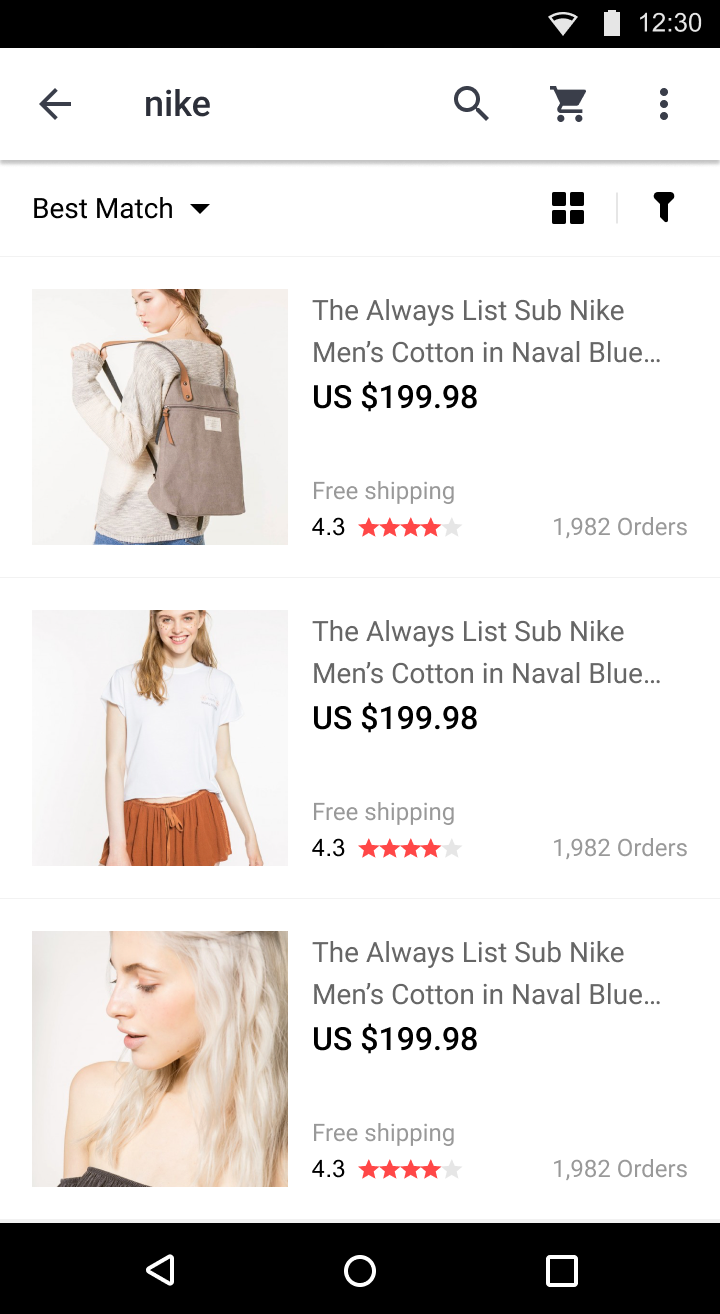 12:30
nike
Best Match
The Always List Sub Nike
Men’s Cotton in Naval Blue…
US $199.98
Free shipping
4.3
1,982 Orders
The Always List Sub Nike
Men’s Cotton in Naval Blue…
US $199.98
Free shipping
4.3
1,982 Orders
The Always List Sub Nike
Men’s Cotton in Naval Blue…
US $199.98
Free shipping
4.3
1,982 Orders